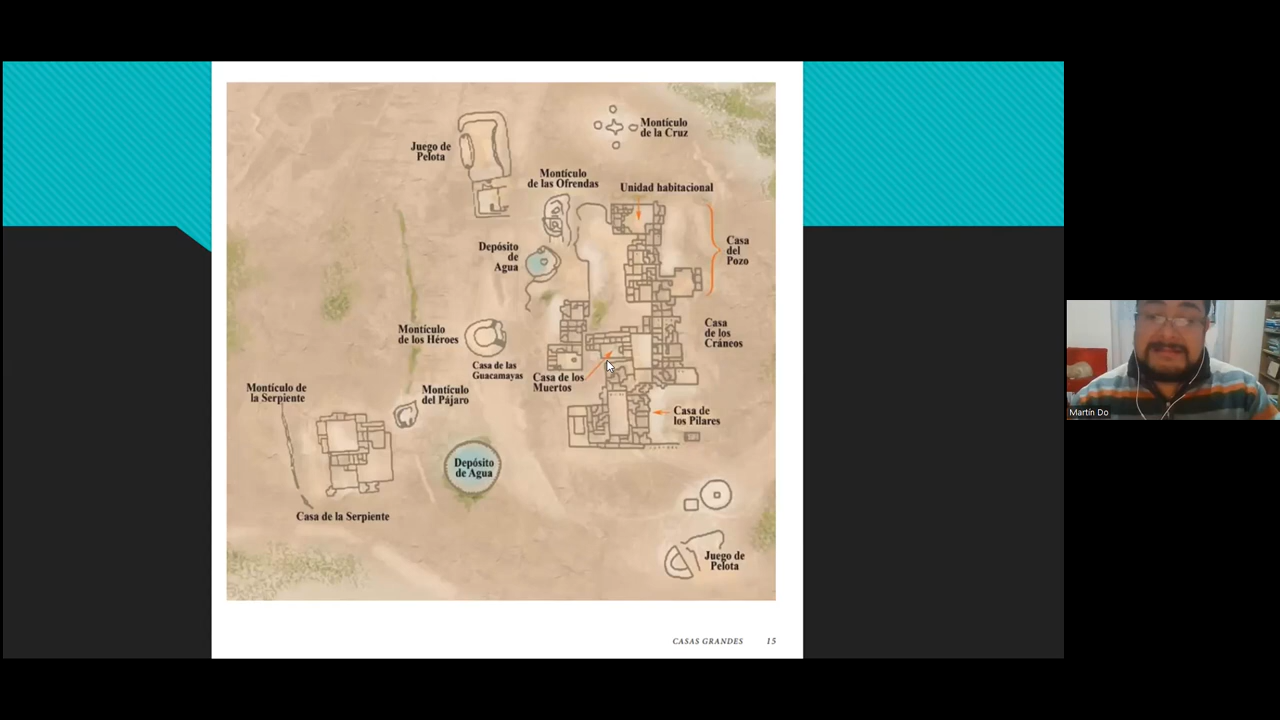 Montículo
de la Cruz
Juego de
Pelota
Montículo
de las Ofrendas
Unidad habitacional
Casa
del
Pozo
Depósito
de
Agua
Montículo
de los Héroes
Casa
de los
Cráneos
Casa de las
Guacamayas
Casa de los
Muertos
Montículo de
la Serpiente
Montículo
del Pájaro
Casa de
los Pilares
Depósito
de Agua
Casa de la Serpiente
Juego de
Pelota
CASAS GRANDES 15
Martín Do